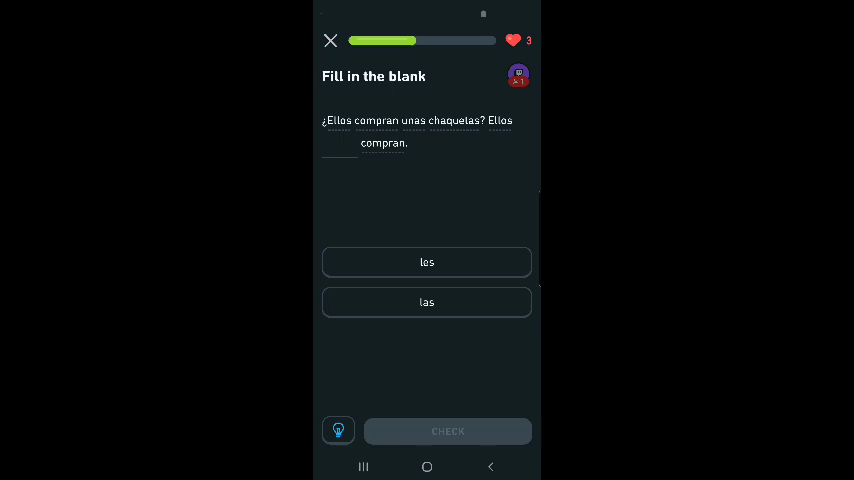 3
Fill in the blank
¿Ellos compran unas chaquetas? Ellos
compran.
les
las
CHECK